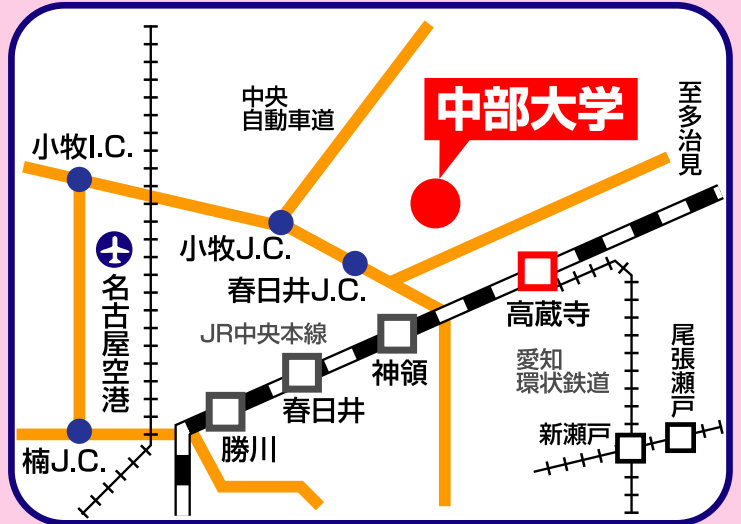 中央
自動車道
中部大学
至多治見
小牧I.C.
小牧J.C.
春日井J.C.
名古屋空港
JR中央本線
高蔵寺
神領
春日井
勝川
愛知
環状鉄道
尾張瀬戸
新瀬戸
楠J.C.